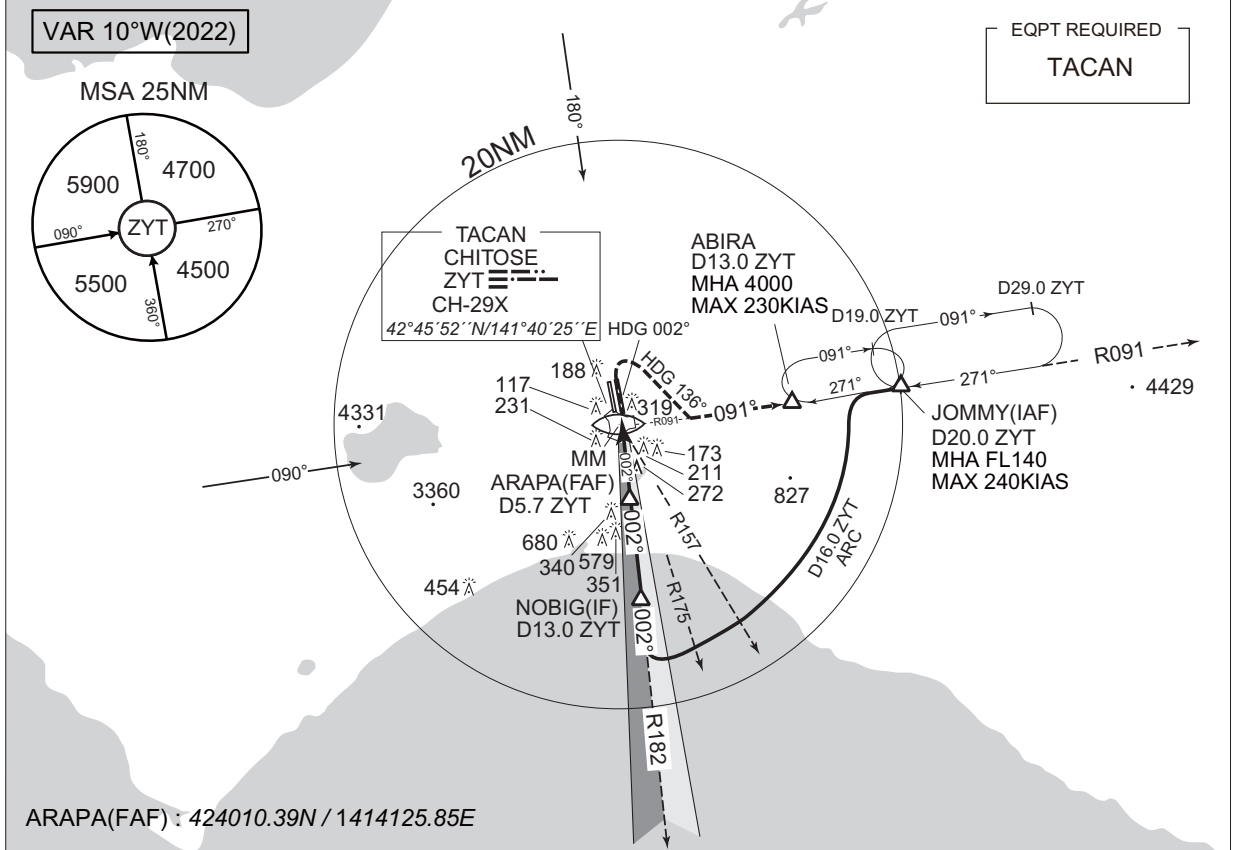 VAR 10°W(2022)
EQPT REQUIRED
TACAN
MSA 25NM
180°
5900
4700
090°
ZYT
270°
5500
4500
360°
180°
20NM
TACAN
CHITOSE
ZYT
CH-29X
42°45´52´´N/141°40´25´´E
HDG 002°
HDG 136°
ABIRA
D13.0 ZYT
MHA 4000
MAX 230KIAS
D29.0 ZYT
D19.0 ZYT
091°
091°
R091
271°
271°
4429
188
117
231
319
-R091-
091°
JOMMY(IAF)
D20.0 ZYT
MHA FL140
MAX 240KIAS
4331
090°
3360
MM
173
211
272
827
002°
ARAPA(FAF)
D5.7 ZYT
002°
R157
D16.0 ZYT
ARC
680
340
579
351
454
R175
NOBIG(IF)
D13.0 ZYT
002°
R182
ARAPA(FAF) : 424010.39N / 1414125.85E